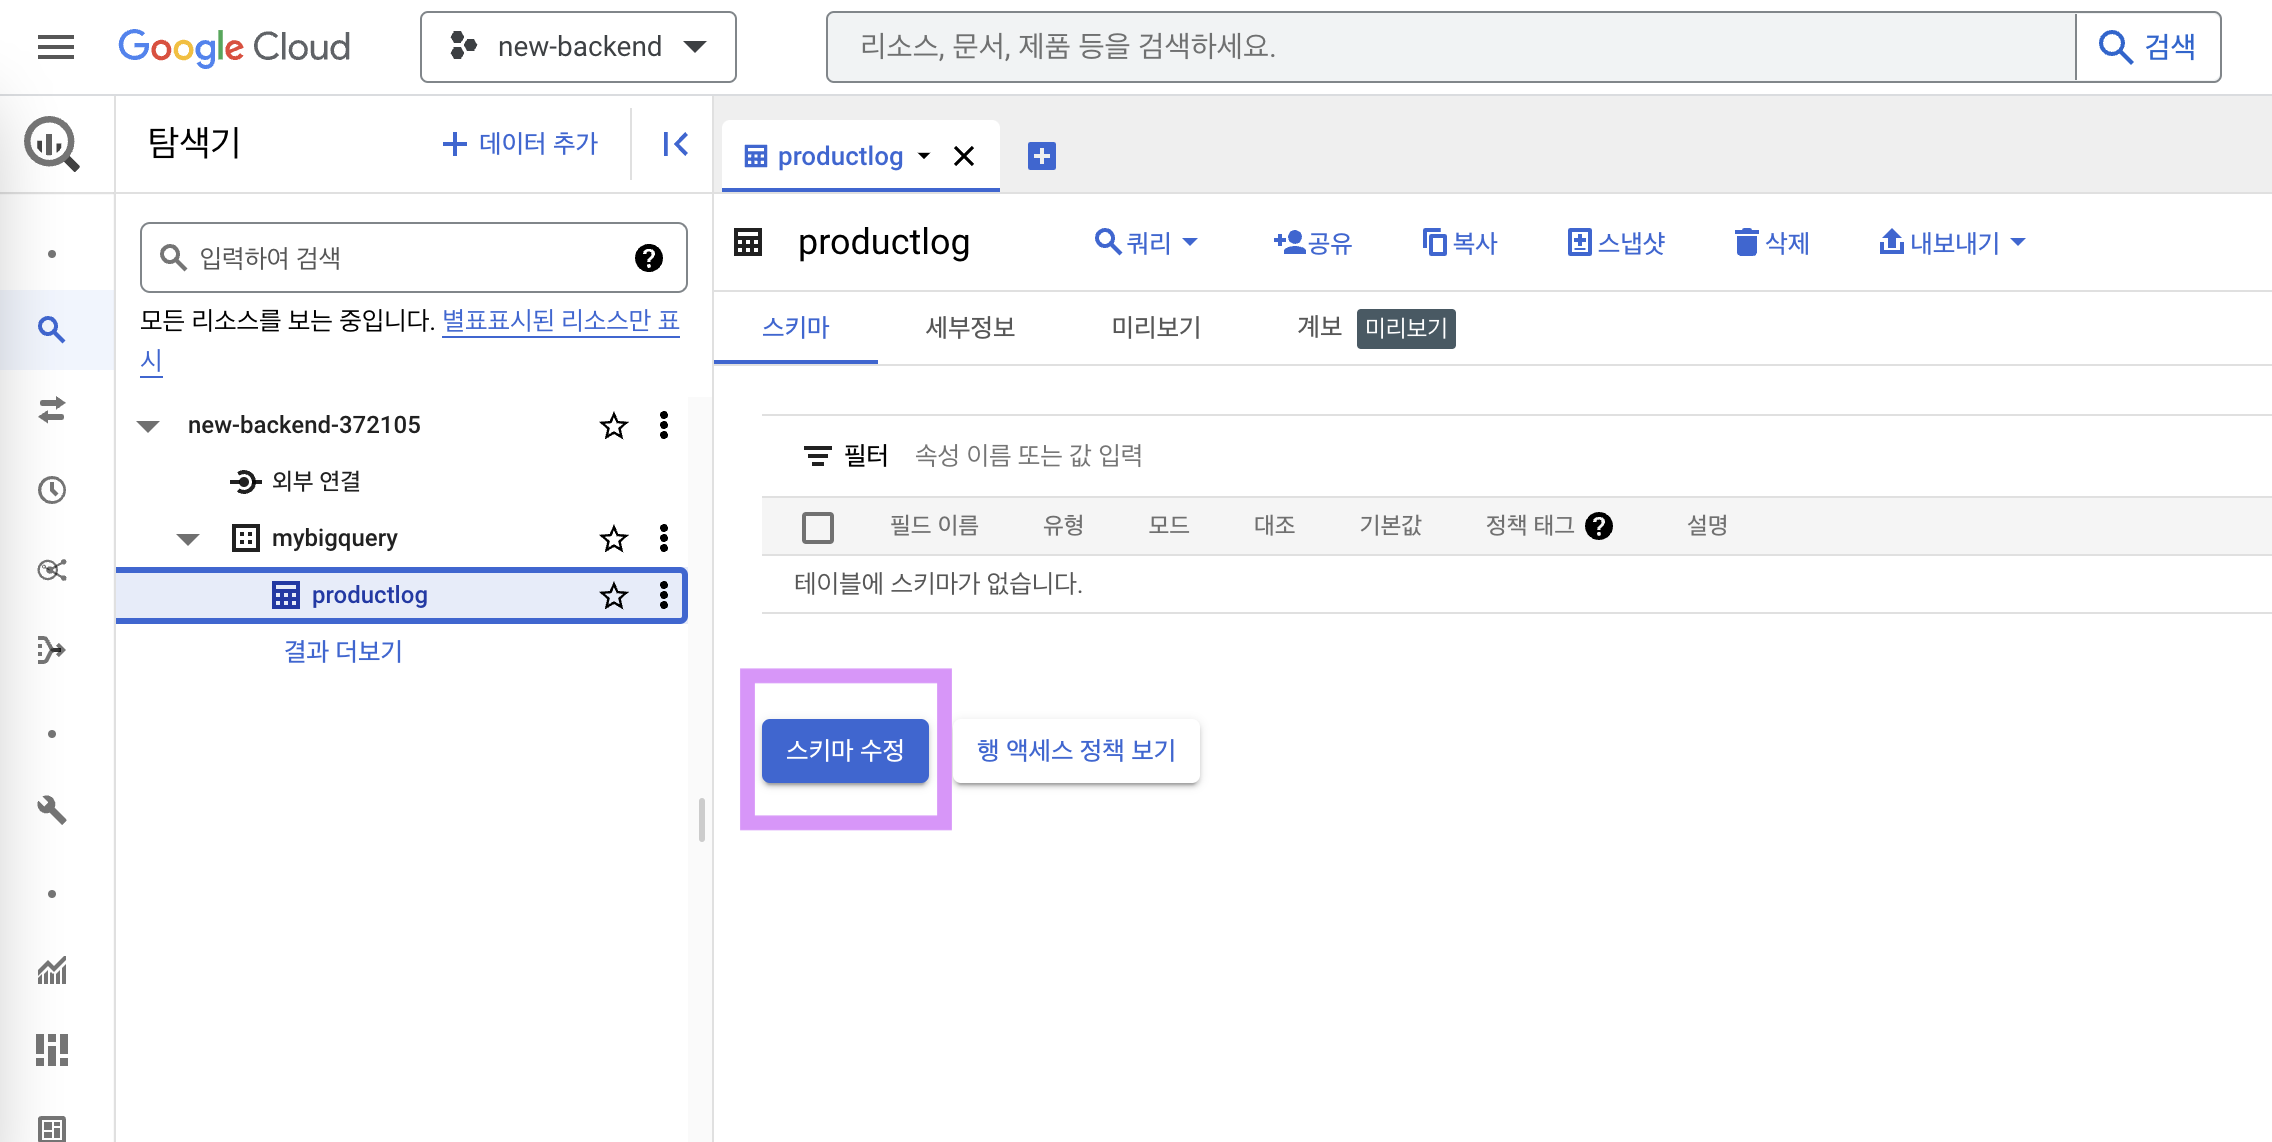 Google Cloud
new-backend
리소스, 문서, 제품 등을 검색하세요.
검색
탐색기
데이터 추가
입력하여 검색
모든 리소스를 보는 중입니다. 별표표시된 리소스만 표
시
new-backend-372105
외부 연결
mybigquery
productlog
결과 더보기
productlog
productlog
쿼리
공유
복사
스냅샷
삭제
내보내기
스키마
세부정보
미리보기
계보
미리보기
필터
속성 이름 또는 값 입력
필드 이름
유형
모드
대조
기본값
정책 태그
설명
테이블에 스키마가 없습니다.
스키마 수정
행 액세스 정책 보기